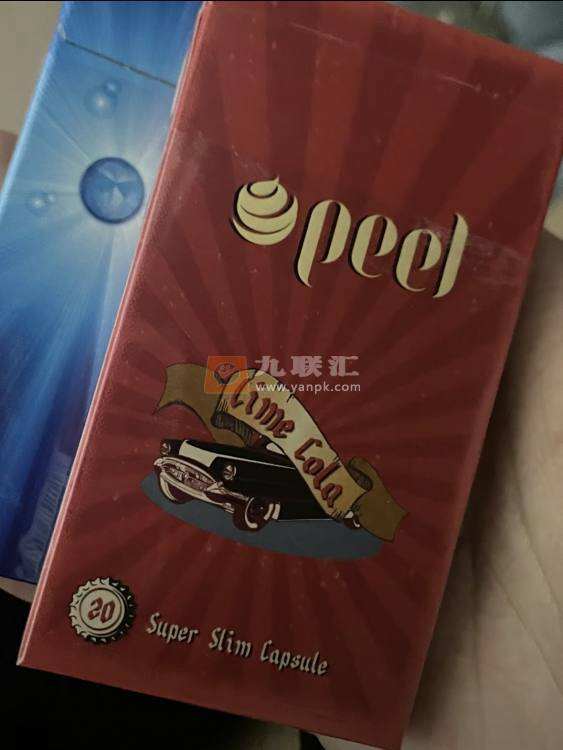 peel
九联汇
www.yanpk.com
Lime Cola
20
Super Slim Capsule